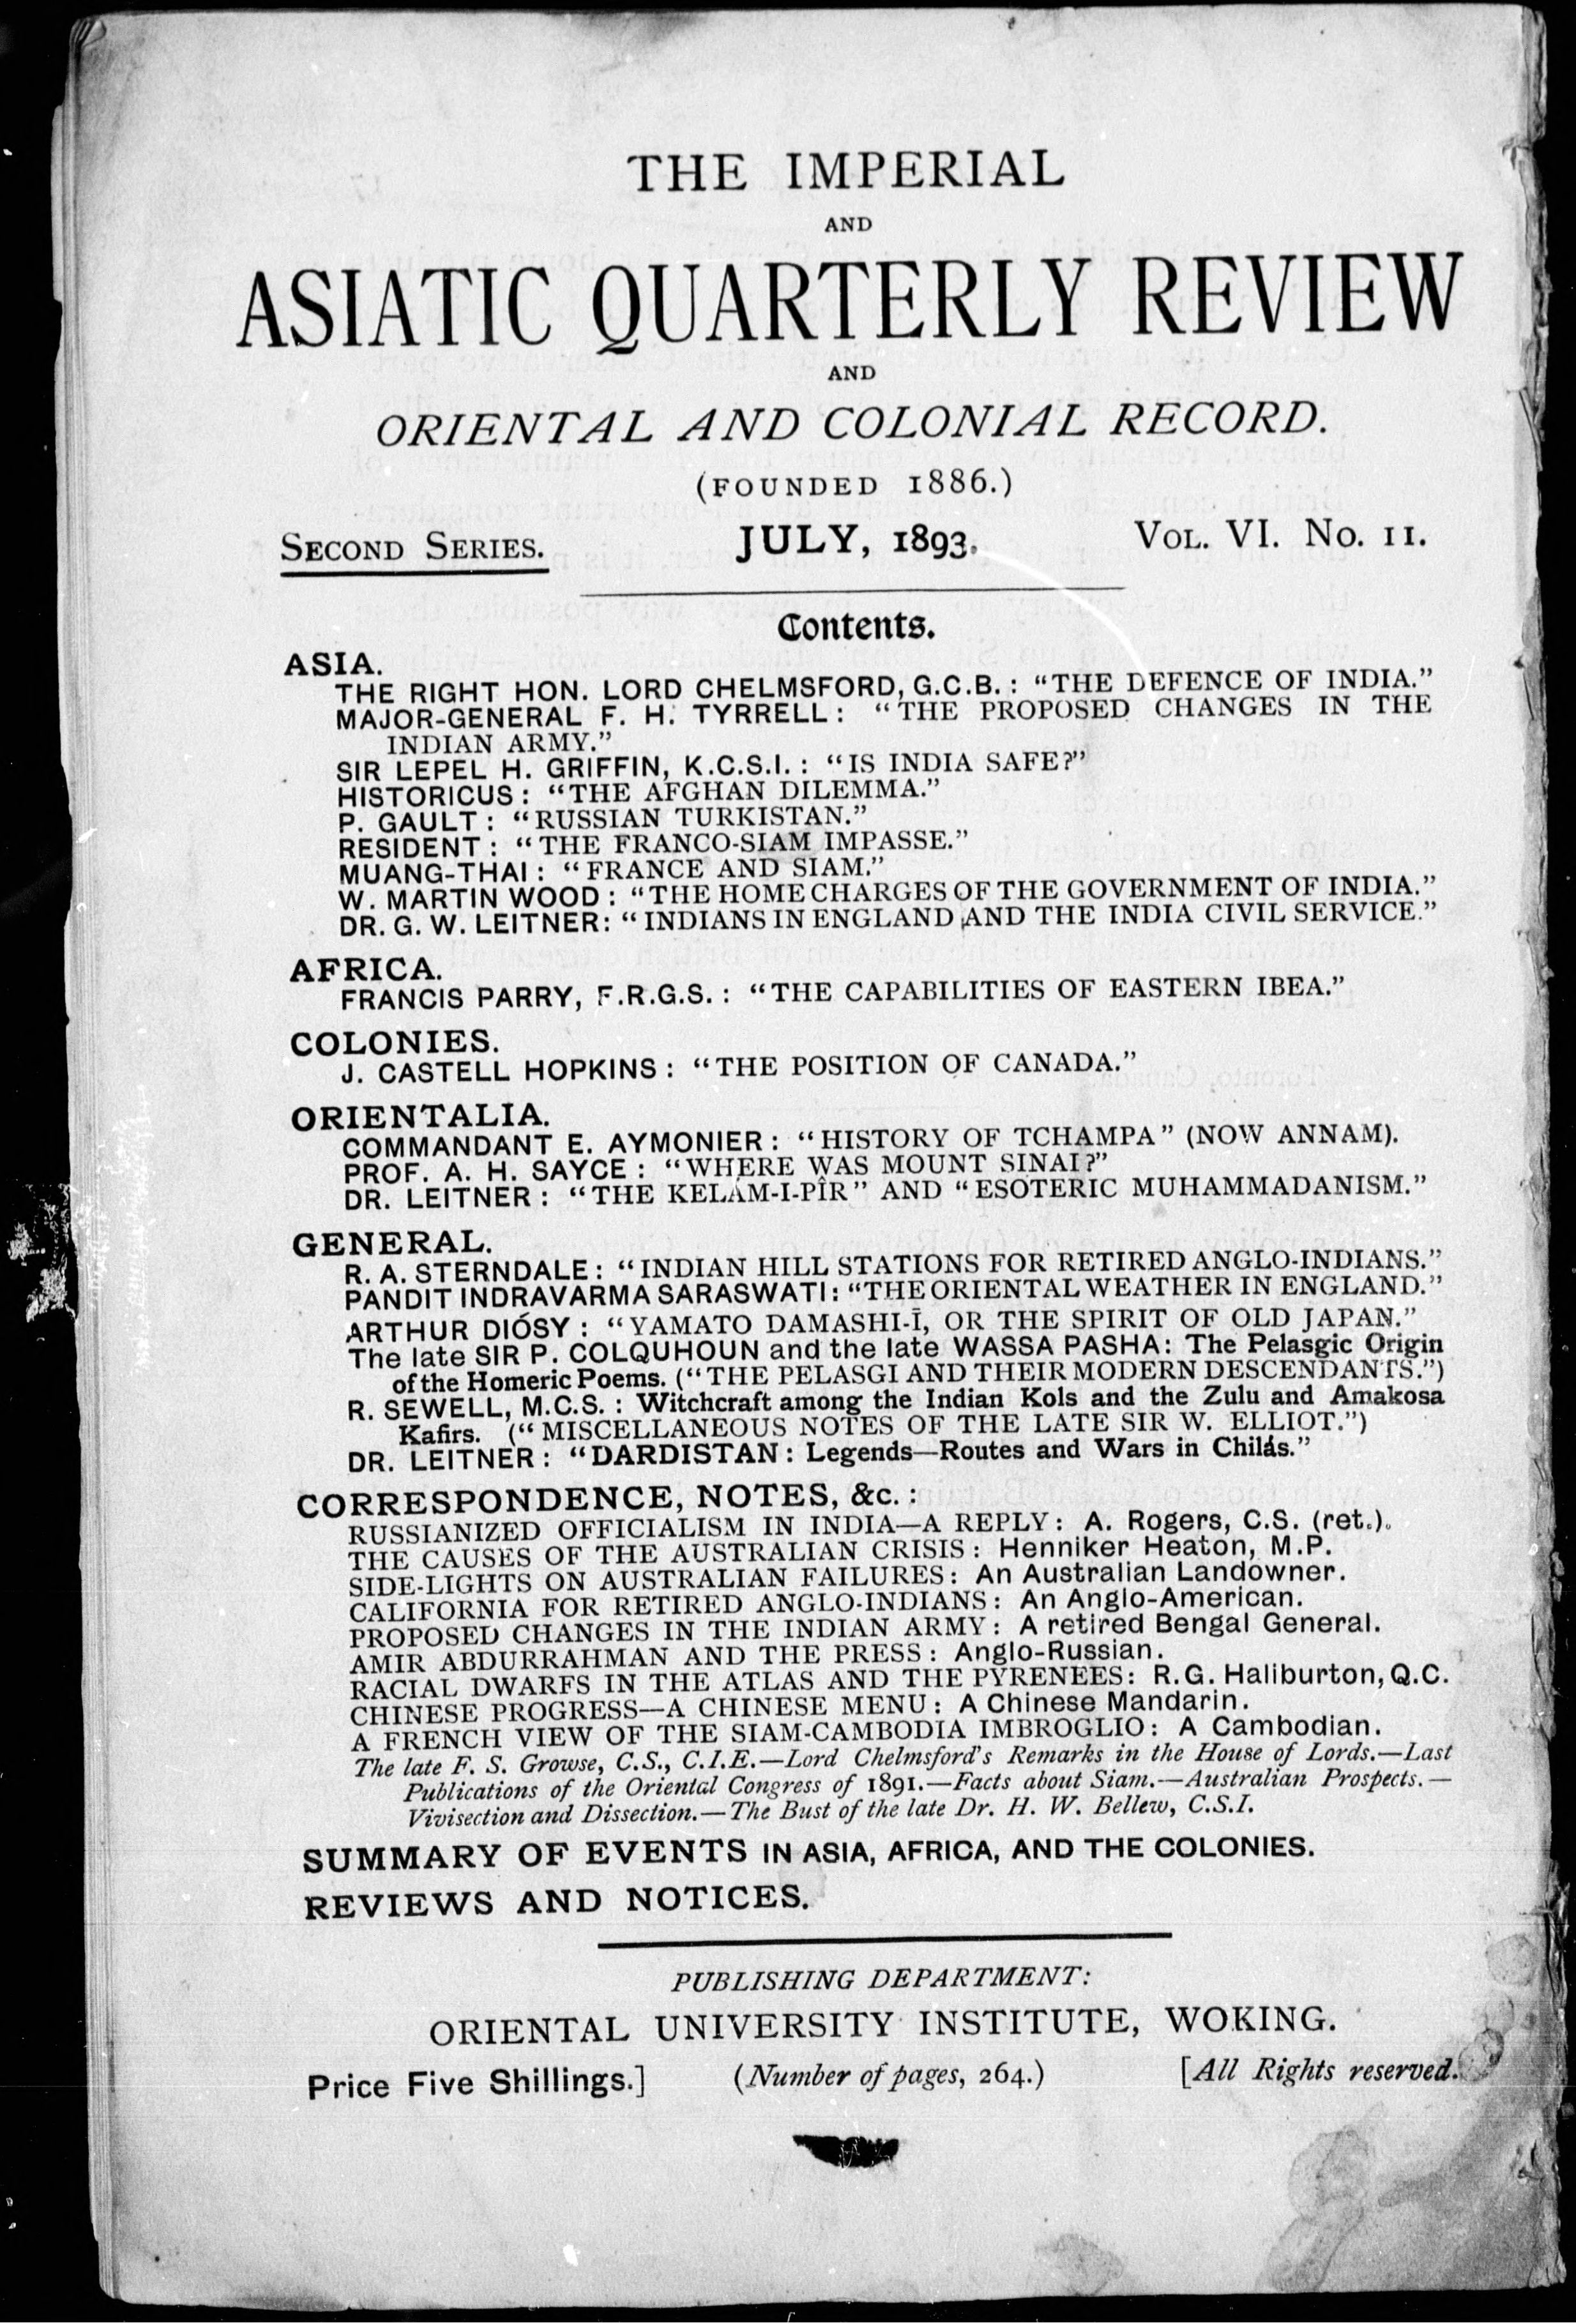 THE IMPERIAL
AND
ASIATIC QUARTERLY REVIEW
AND
ORIENTAL AND COLONIAL RECORD.
(FOUNDED 1886.)
SECOND SERIES. JULY, 1893. VOL. VI. No. 11.
Contents.
ASIA.
THE RIGHT HON. LORD CHELMSFORD, G.C.B.: "THE DEFENCE OF INDIA."
MAJOR-GENERAL F. H. TYRRELL: "THE PROPOSED CHANGES IN THE
INDIAN ARMY."
SIR LEPEL H. GRIFFIN, K.C.S.I.: "IS INDIA SAFE?"
HISTORICUS: "THE AFGHAN DILEMMA."
P. GAULT: "RUSSIAN TURKISTAN."
RESIDENT: "THE FRANCO-SIAM IMPASSE."
MUANG-THAI: "FRANCE AND SIAM."
W. MARTIN WOOD: "THE HOME CHARGES OF THE GOVERNMENT OF INDIA."
DR. G. W. LEITNER: "INDIANS IN ENGLAND AND THE INDIA CIVIL SERVICE."
AFRICA.
FRANCIS PARRY, F.R.G.S.: "THE CAPABILITIES OF EASTERN IBEA."
COLONIES.
J. CASTELL HOPKINS: "THE POSITION OF CANADA."
ORIENTALIA.
COMMANDANT E. AYMONIER: "HISTORY OF TCHAMPA" (NOW ANNAM).
PROF. A. H. SAYCE: "WHERE WAS MOUNT SINAI?"
DR. LEITNER: "THE KELÁM-I-PÎR" AND "ESOTERIC MUHAMMADANISM."
GENERAL.
R. A. STERNDALE: "INDIAN HILL STATIONS FOR RETIRED ANGLO-INDIANS."
PANDIT INDRAVARMA SARASWATI: "THE ORIENTAL WEATHER IN ENGLAND."
ARTHUR DIÓSY: "YAMATO DAMASHI-Ī, OR THE SPIRIT OF OLD JAPAN."
The late SIR P. COLQUHOUN and the late WASSA PASHA: The Pelasgic Origin
of the Homeric Poems. ("THE PELASGI AND THEIR MODERN DESCENDANTS.")
R. SEWELL, M.C.S.: Witchcraft among the Indian Kols and the Zulu and Amakosa
Kafirs. ("MISCELLANEOUS NOTES OF THE LATE SIR W. ELLIOT.")
DR. LEITNER: "DARDISTAN: Legends—Routes and Wars in Chilás."
CORRESPONDENCE, NOTES, &c.:
RUSSIANIZED OFFICIALISM IN INDIA—A REPLY: A. Rogers, C.S. (ret.).
THE CAUSES OF THE AUSTRALIAN CRISIS: Henniker Heaton, M.P.
SIDE-LIGHTS ON AUSTRALIAN FAILURES: An Australian Landowner.
CALIFORNIA FOR RETIRED ANGLO-INDIANS: An Anglo-American.
PROPOSED CHANGES IN THE INDIAN ARMY: A retired Bengal General.
AMIR ABDURRAHMAN AND THE PRESS: Anglo-Russian.
RACIAL DWARFS IN THE ATLAS AND THE PYRENEES: R.G. Haliburton, Q.C.
CHINESE PROGRESS—A CHINESE MENU: A Chinese Mandarin.
A FRENCH VIEW OF THE SIAM-CAMBODIA IMBROGLIO: A Cambodian.
The late F. S. Growse, C.S., C.I.E.—Lord Chelmsford's Remarks in the House of Lords.—Last
Publications of the Oriental Congress of 1891.—Facts about Siam.—Australian Prospects.—
Vivisection and Dissection.—The Bust of the late Dr. H. W. Bellew, C.S.I.
SUMMARY OF EVENTS IN ASIA, AFRICA, AND THE COLONIES.
REVIEWS AND NOTICES.
PUBLISHING DEPARTMENT:
ORIENTAL UNIVERSITY INSTITUTE, WOKING.
Price Five Shillings.] (Number of pages, 264.) [All Rights reserved.